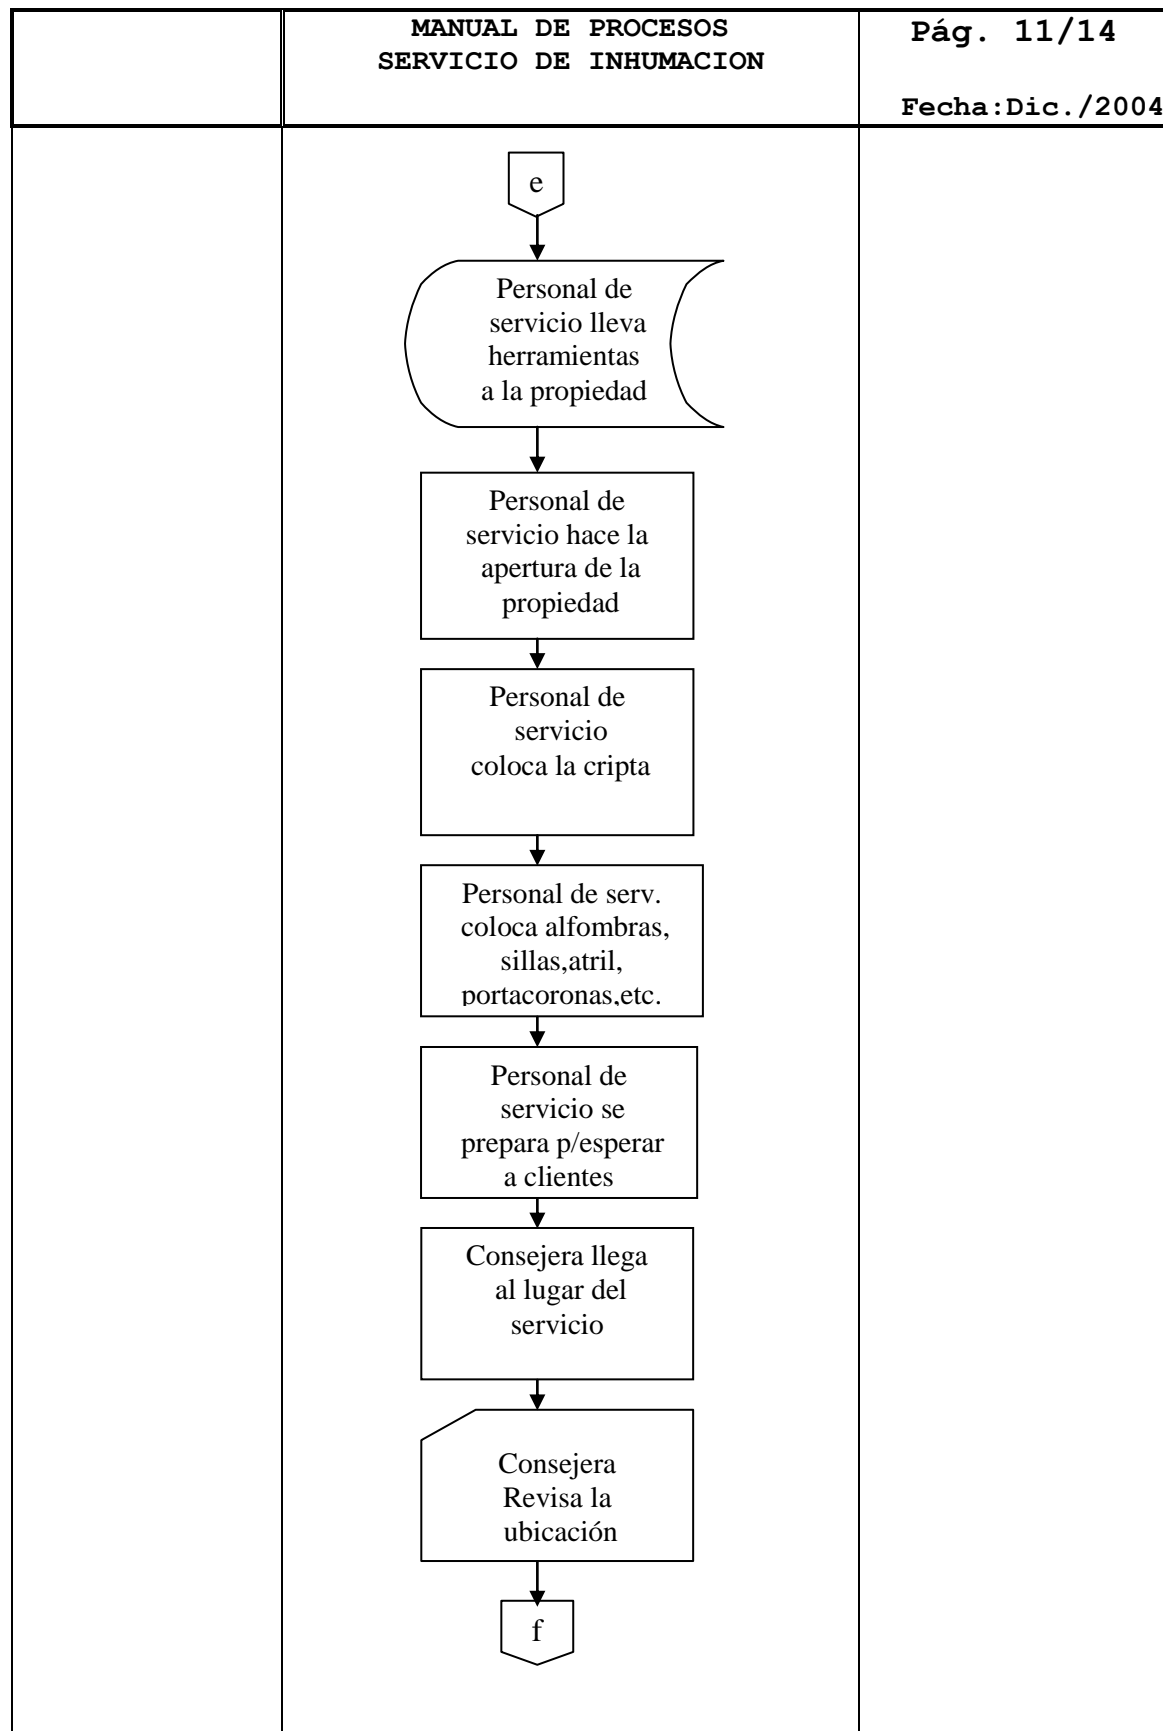 MANUAL DE PROCESOS
SERVICIO DE INHUMACION
Pág. 11/14
Fecha:Dic./2004
e
Personal de
servicio lleva
herramientas
a la propiedad
Personal de
servicio hace la
apertura de la
propiedad
Personal de
servicio
coloca la cripta
Personal de serv.
coloca alfombras,
sillas,atril,
portacoronas,etc.
Personal de
servicio se
prepara p/esperar
a clientes
Consejera llega
al lugar del
servicio
Consejera
Revisa la
ubicación
f